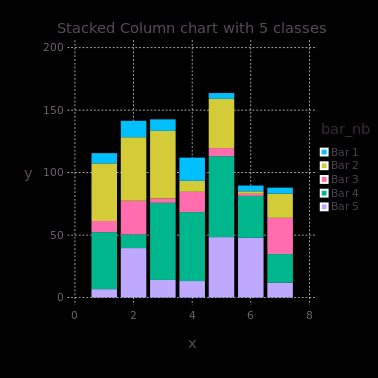 Stacked Column chart with 5 classes
200
150
100
50
0
y
0 2 4 6 8
x
bar_nb
Bar 1
Bar 2
Bar 3
Bar 4
Bar 5